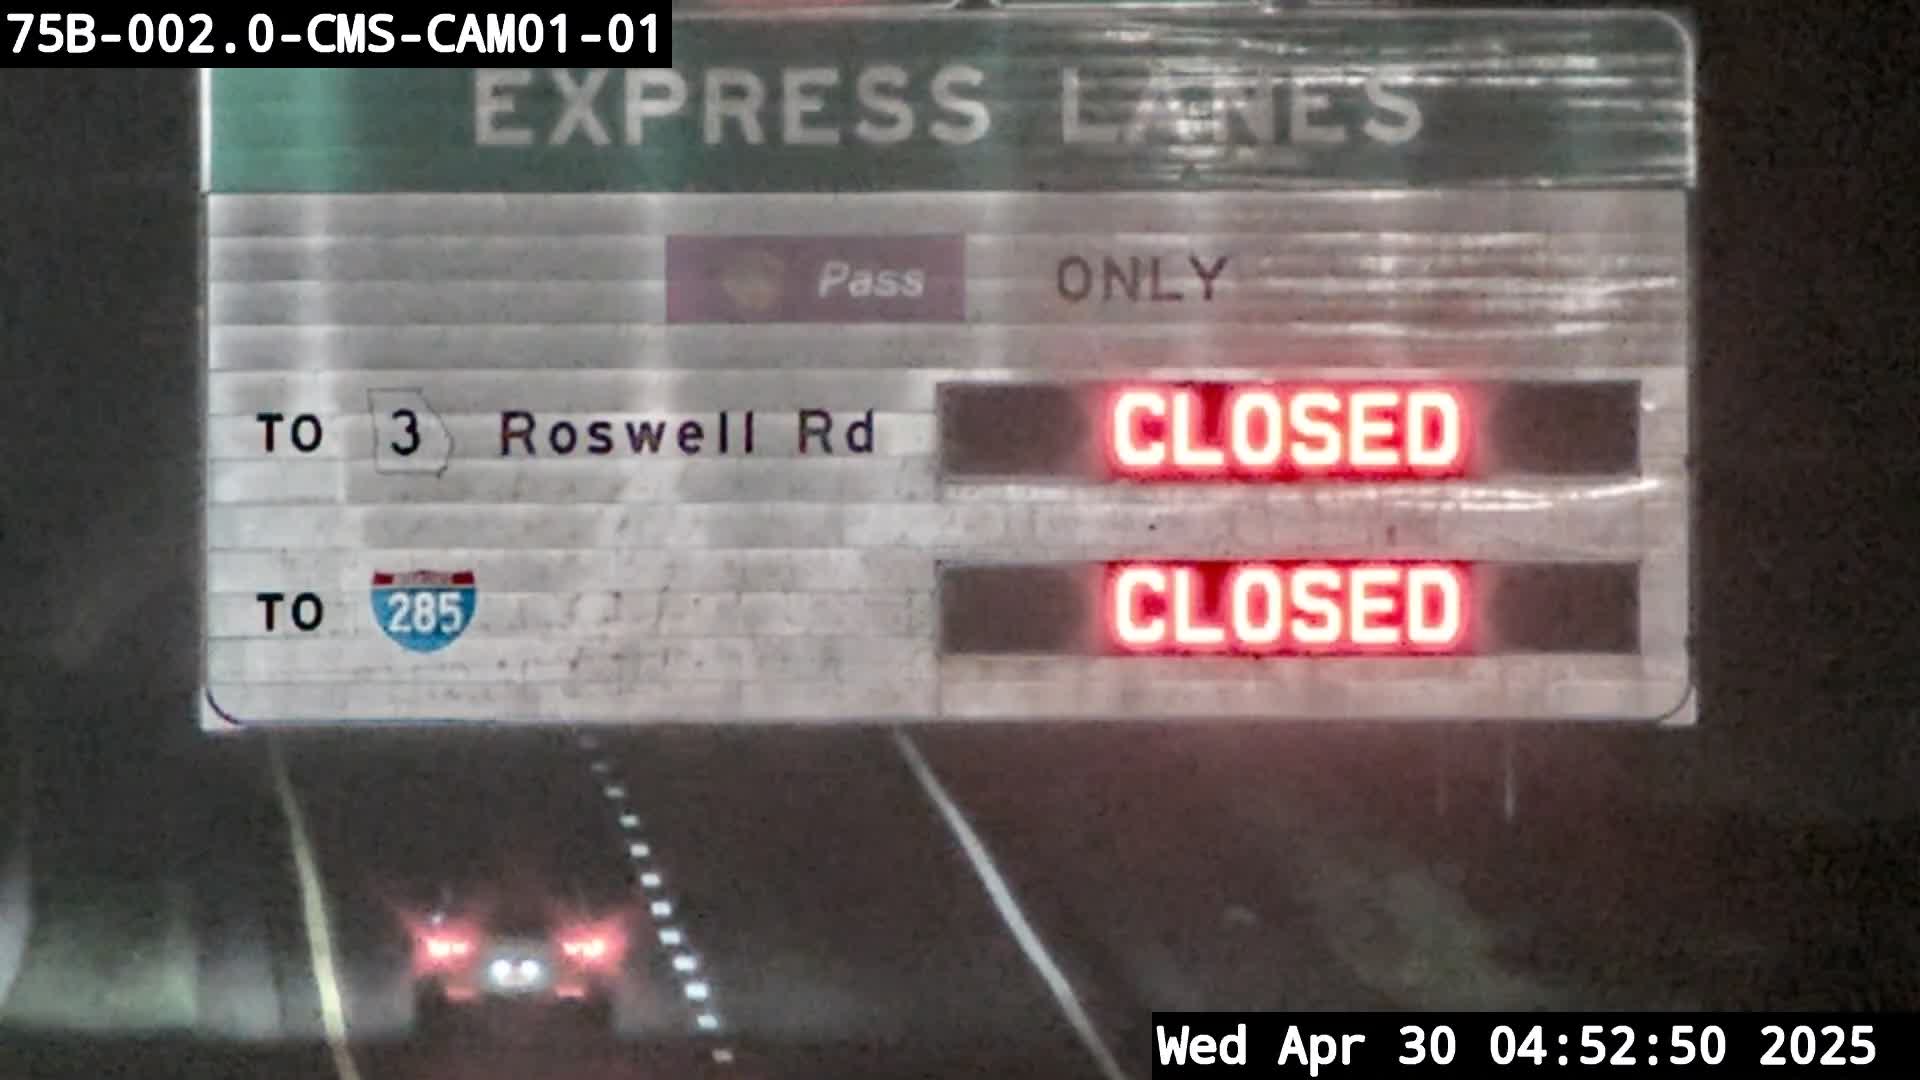 75B-002.0-CMS-CAM01-01
EXPRESS LANES
Pass ONLY
TO 3 Roswell Rd CLOSED
TO 285 CLOSED
Wed Apr 30 04:52:50 2025